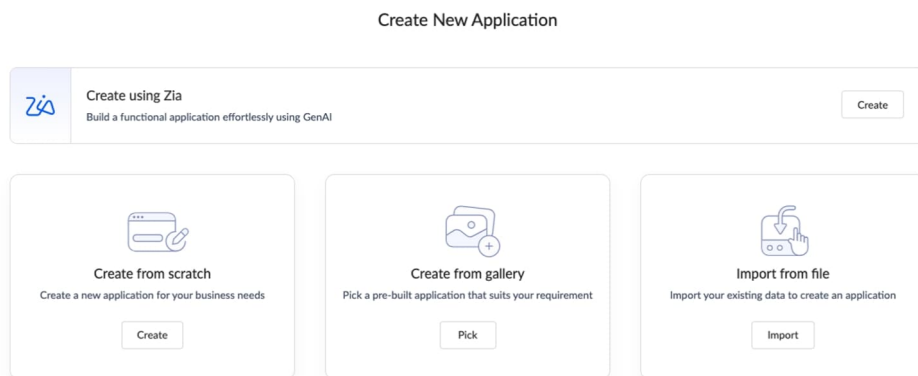 Create New Application
Zia
Create using Zia
Build a functional application effortlessly using GenAI
Create
Create from scratch
Create a new application for your business needs
Create
Create from gallery
Pick a pre-built application that suits your requirement
Pick
Import from file
Import your existing data to create an application
Import